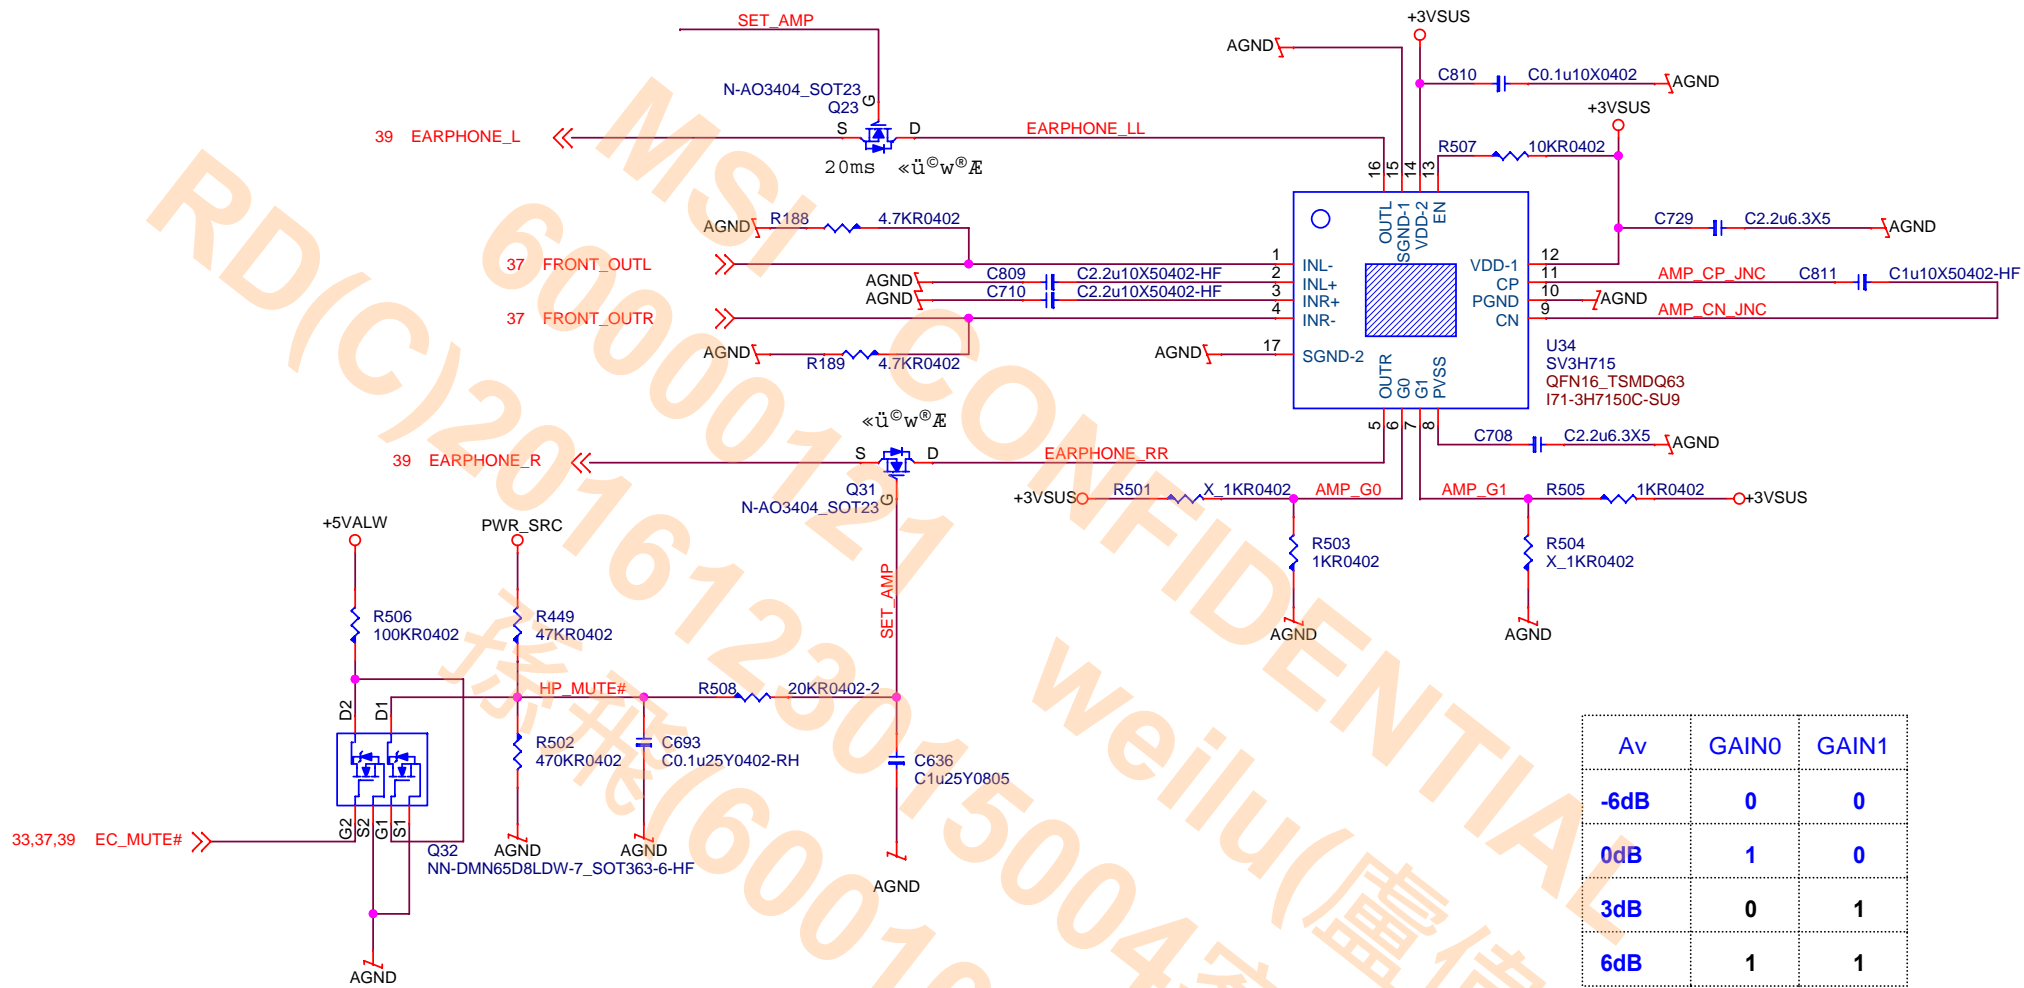 SET_AMP
+3VSUS
AGND
C810
C0.1u10X0402
AGND
N-AO3404_SOT23
Q23
G
+3VSUS
39 EARPHONE_L
S
D
EARPHONE_LL
R507
10KR0402
20ms «ü©w®Æ
16
15
14
13
AGND
R188
4.7KR0402
OUTL
SGND-1
VDD-2
EN
C729
C2.2u6.3X5
AGND
37 FRONT_OUTL
1
INL-
VDD-1
12
AGND
C809
C2.2u10X50402-HF
2
INL+
CP
11
AMP_CP_JNC
C811
C1u10X50402-HF
AGND
C710
C2.2u10X50402-HF
3
INR+
PGND
10
AGND
37 FRONT_OUTR
4
INR-
CN
9
AMP_CN_JNC
AGND
R189
4.7KR0402
AGND
17
SGND-2
U34
SV3H715
QFN16_TSMDQ63
I71-3H7150C-SU9
OUTR
G0
G1
PVSS
5
6
7
8
«ü©w®Æ
C708
C2.2u6.3X5
AGND
39 EARPHONE_R
S
D
EARPHONE_RR
Q31
N-AO3404_SOT23
G
+3VSUS
R501
X_1KR0402
AMP_G0
AMP_G1
R505
1KR0402
+3VSUS
+5VALW
PWR_SRC
R503
1KR0402
R504
X_1KR0402
AGND
AGND
R506
100KR0402
R449
47KR0402
SET_AMP
HP_MUTE#
R508
20KR0402-2
D2
D1
R502
470KR0402
C693
C0.1u25Y0402-RH
C636
C1u25Y0805
33,37,39 EC_MUTE#
G2
S2
G1
S1
Q32
NN-DMN65D8LDW-7_SOT363-6-HF
AGND
AGND
AGND
AGND
Av GAIN0 GAIN1
-6dB 0 0
0dB 1 0
3dB 0 1
6dB 1 1
MSI CONFIDENTIAL
60000121
weilu(盧
RD(C)2016123015004
(60010